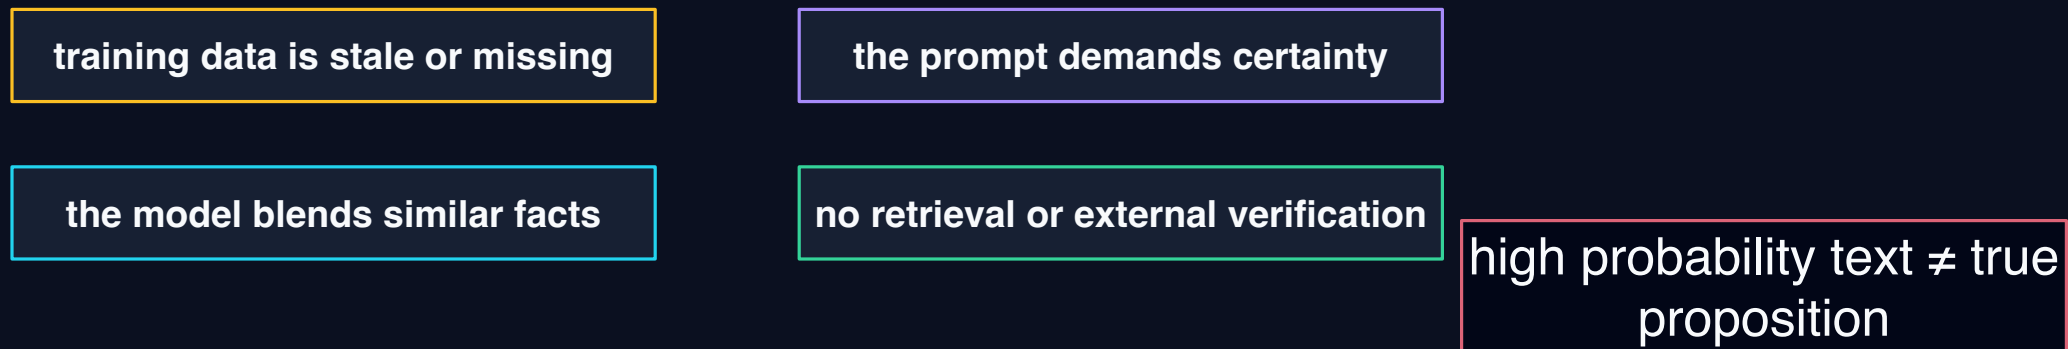 training data is stale or missing
the prompt demands certainty
the model blends similar facts
no retrieval or external verification
high probability text ≠ true
proposition